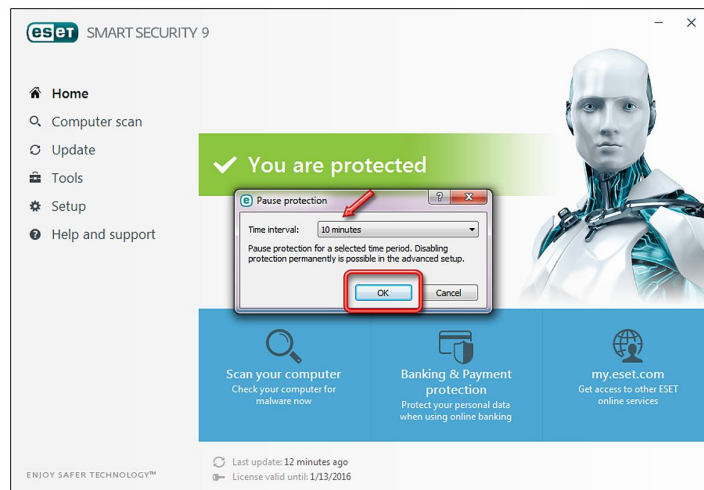 eseT SMART SECURITY 9
Home
Computer scan
Update
Tools
Setup
Help and support
You are protected
e Pause protection ?
Time interval: 10 minutes
Pause protection for a selected time period. Disabling
protection permanently is possible in the advanced setup.
OK Cancel
Scan your computer
Check your computer for
malware now
Banking & Payment
protection
Protect your personal data
when using online banking
my.eset.com
Get access to other ESET
online services
Last update: 12 minutes ago
License valid until: 1/13/2016
ENJOY SAFER TECHNOLOGY™